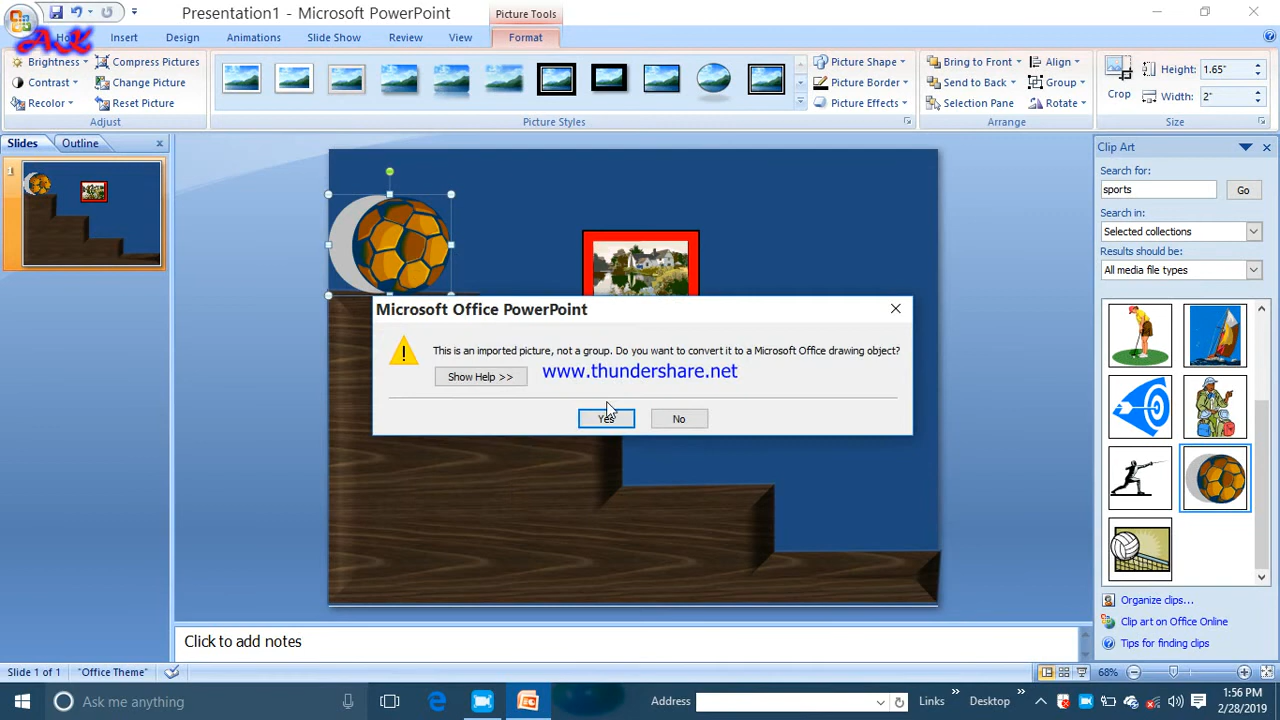 Presentation1 - Microsoft PowerPoint
Picture Tools
AK
Insert
Design
Animations
Slide Show
Review
View
Format
Brightness
Contrast
Recolor
Compress Pictures
Change Picture
Reset Picture
Adjust
Picture Styles
Picture Shape
Picture Border
Picture Effects
Bring to Front
Send to Back
Selection Pane
Align
Group
Rotate
Arrange
Crop
Height: 1.65"
Width: 2"
Size
Slides
Outline
1
Clip Art
Search for:
sports
Go
Search in:
Selected collections
Results should be:
All media file types
Organize clips...
Clip art on Office Online
Tips for finding clips
Microsoft Office PowerPoint
This is an imported picture, not a group. Do you want to convert it to a Microsoft Office drawing object?
Show Help >>
www.thundershare.net
Yes
No
Click to add notes
Slide 1 of 1
"Office Theme"
68%
Ask me anything
Address
Links
Desktop
1:56 PM
2/28/2019